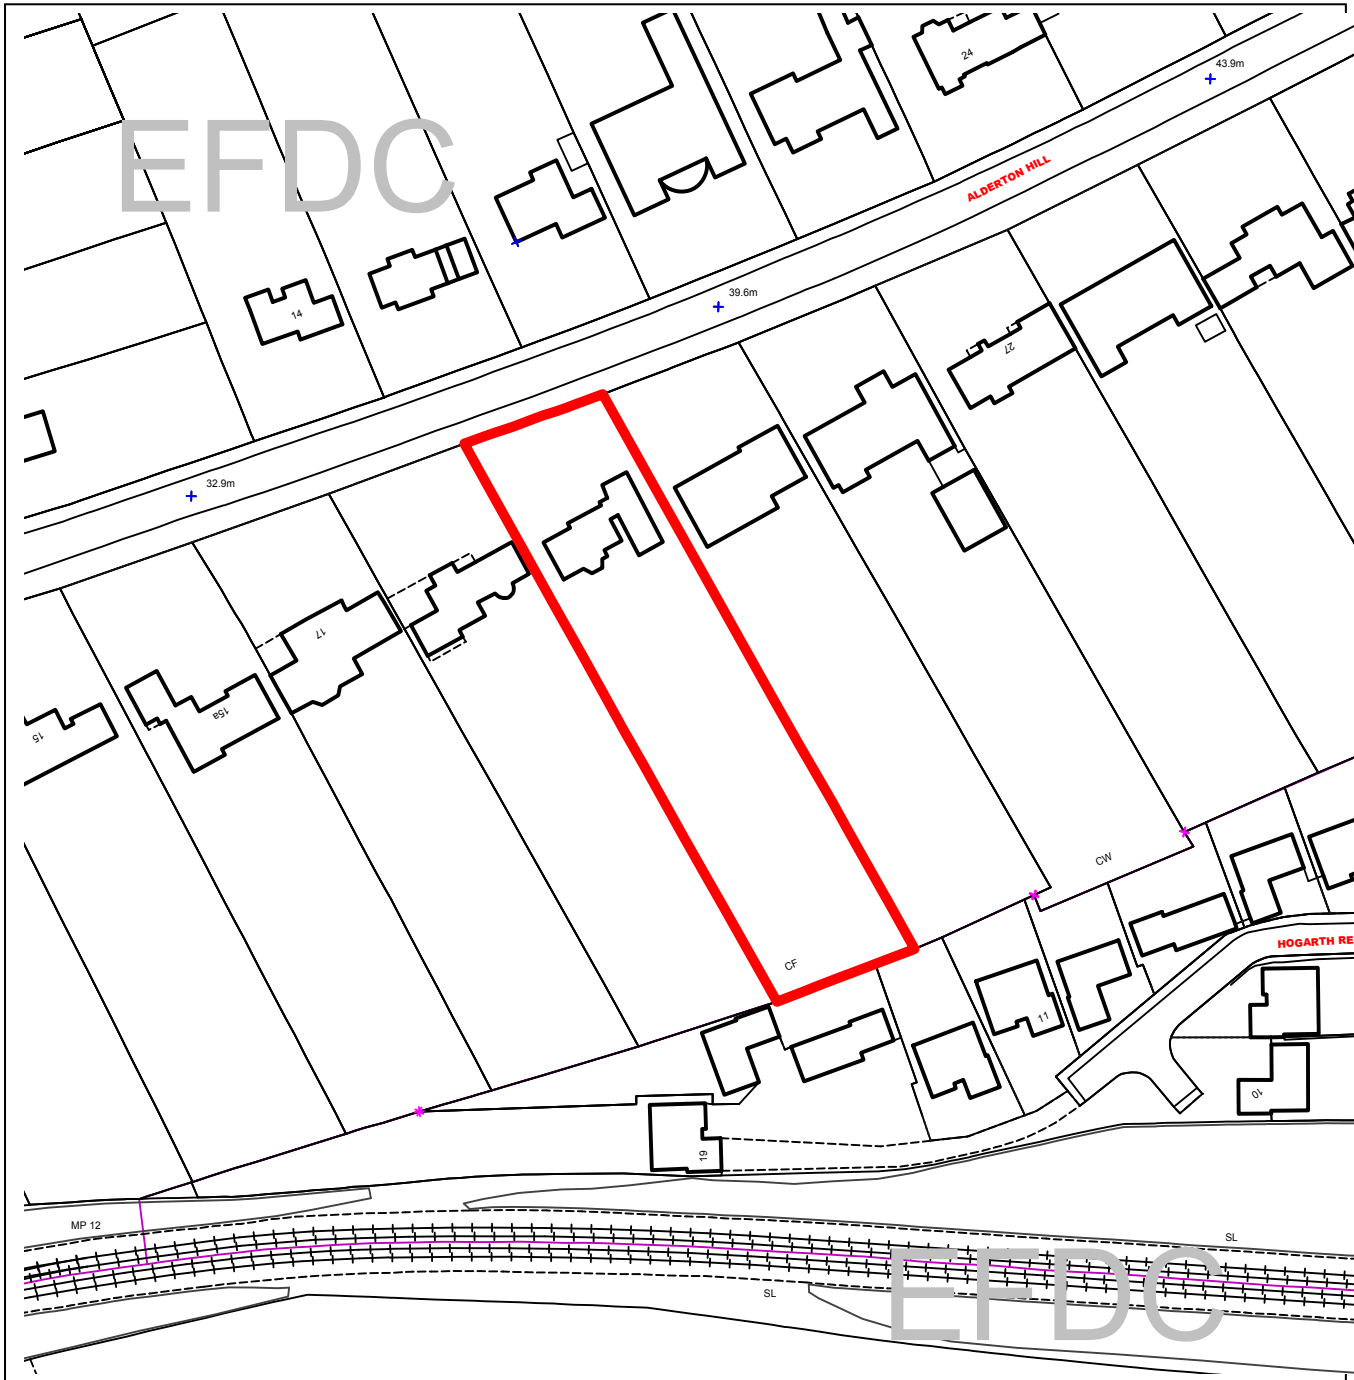 24
43.9m
EFDC
ALDERTON HILL
39.6m
14
27
32.9m
17
15a
15
CW
CF
HOGARTH RE
11
10
19
MP 12
SL
EFDC
SL